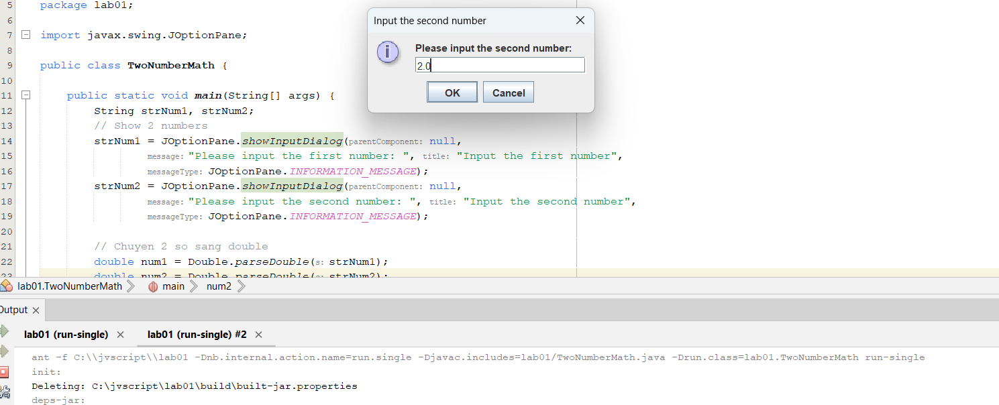 5 package lab01;
6
7 import javax.swing.JOptionPane;
8
9 public class TwoNumberMath {
10
11 public static void main(String[] args) {
12 String strNum1, strNum2;
13 // Show 2 numbers
14 strNum1 = JOptionPane.showInputDialog(parentComponent: null,
15 message: "Please input the first number: ", title: "Input the first number",
16 messageType: JOptionPane.INFORMATION_MESSAGE);
17 strNum2 = JOptionPane.showInputDialog(parentComponent: null,
18 message: "Please input the second number: ", title: "Input the second number",
19 messageType: JOptionPane.INFORMATION_MESSAGE);
20
21 // Chuyen 2 so sang double
22 double num1 = Double.parseDouble(s: strNum1);
23 double num2 = Double.parseDouble(s: strNum2);
Input the second number
Please input the second number:
2.0
OK Cancel
lab01.TwoNumberMath main num2
Output
lab01 (run-single) lab01 (run-single) #2
ant -f C:\\jvscript\\lab01 -Dnb.internal.action.name=run.single -Djavac.includes=lab01/TwoNumberMath.java -Drun.class=lab01.TwoNumberMath run-single
init:
Deleting: C:\jvscript\lab01\build\built-jar.properties
deps-jar: